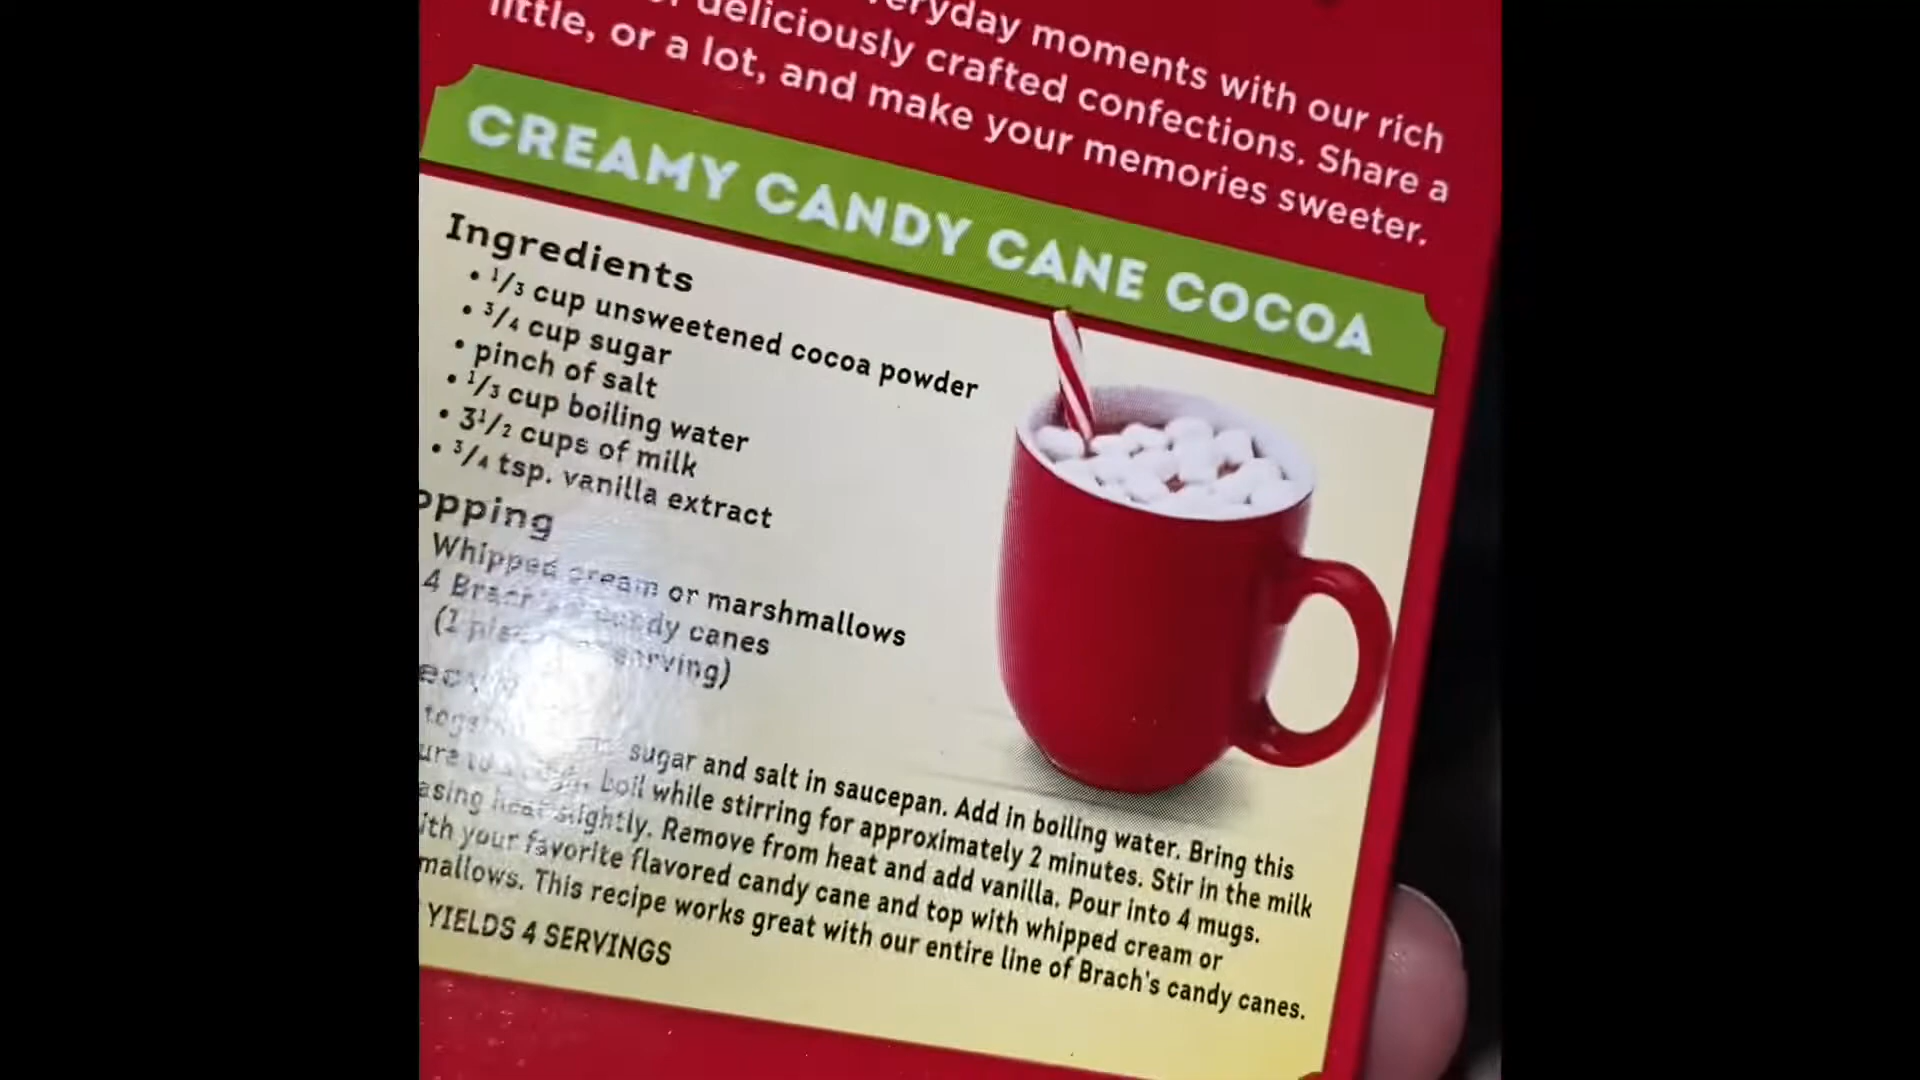 everyday moments with our rich
deliciously crafted confections. Share a
little, or a lot, and make your memories sweeter.
CREAMY CANDY CANE COCOA
Ingredients
• 1/3 cup unsweetened cocoa powder
• 3/4 cup sugar
• pinch of salt
• 1/3 cup boiling water
• 3 1/2 cups of milk
• 3/4 tsp. vanilla extract
opping
Whipped cream or marshmallows
4 candy canes
serving)
sugar and salt in saucepan. Add in boiling water. Bring this
boil while stirring for approximately 2 minutes. Stir in the milk
asing heat slightly. Remove from heat and add vanilla. Pour into 4 mugs.
ith your favorite flavored candy cane and top with whipped cream or
mallows. This recipe works great with our entire line of Brach's candy canes.
YIELDS 4 SERVINGS